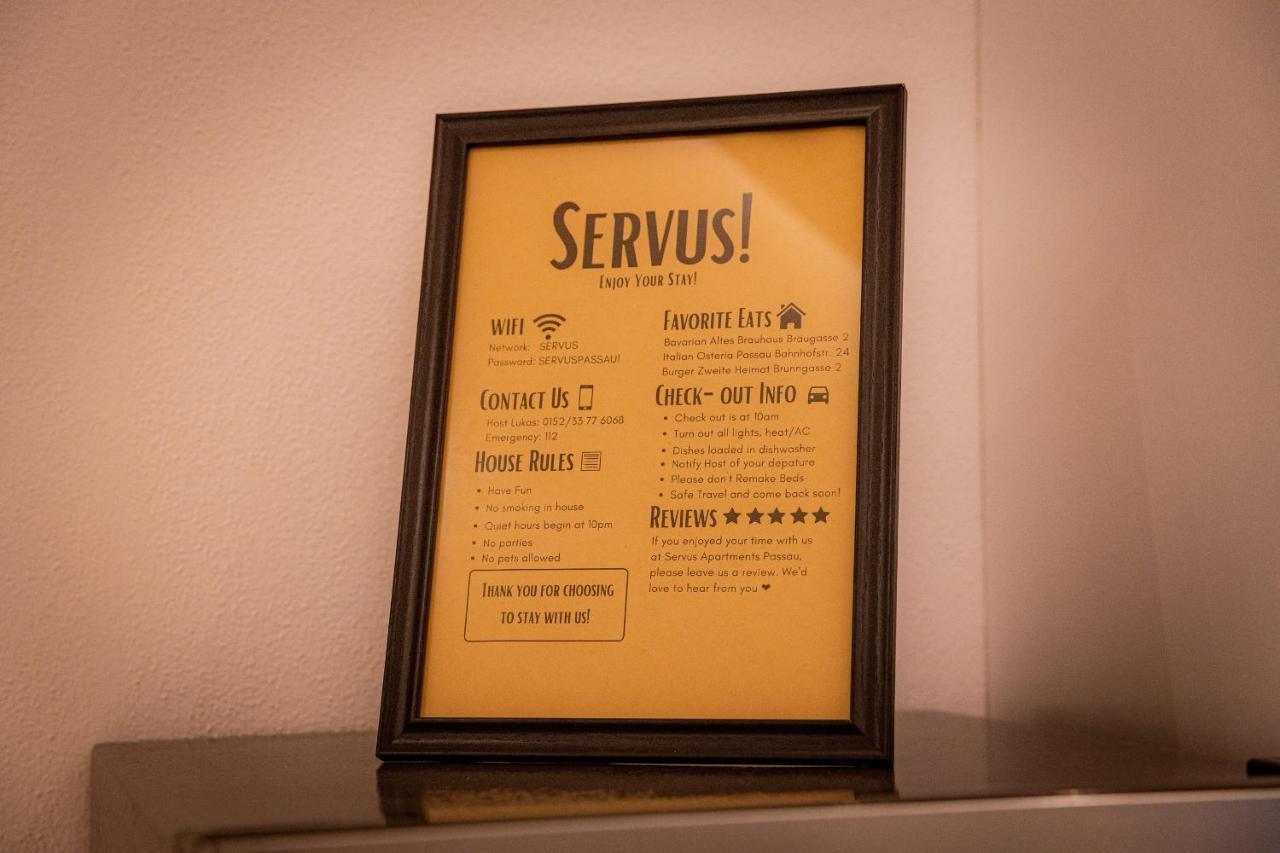 SERVUS!
ENJOY YOUR STAY!
WIFI
Network: SERVUS
Password: SERVUSPASSAU!
CONTACT US
Host Lukas: 0152/33 77 6068
Emergency: 112
HOUSE RULES
• Have Fun
• No smoking in house
• Quiet hours begin at 10pm
• No parties
• No pets allowed
THANK YOU FOR CHOOSING
TO STAY WITH US!
FAVORITE EATS
Bavarian Altes Brauhaus Braugasse 2
Italian Osteria Passau Bahnhofstr. 24
Burger Zweite Heimat Brunngasse 2
CHECK- OUT INFO
• Check out is at 10am
• Turn out all lights, heat/AC
• Dishes loaded in dishwasher
• Notify Host of your depature
• Please don't Remake Beds
• Safe Travel and come back soon!
REVIEWS ★★★★★
If you enjoyed your time with us
at Servus Apartments Passau,
please leave us a review. We'd
love to hear from you ❤